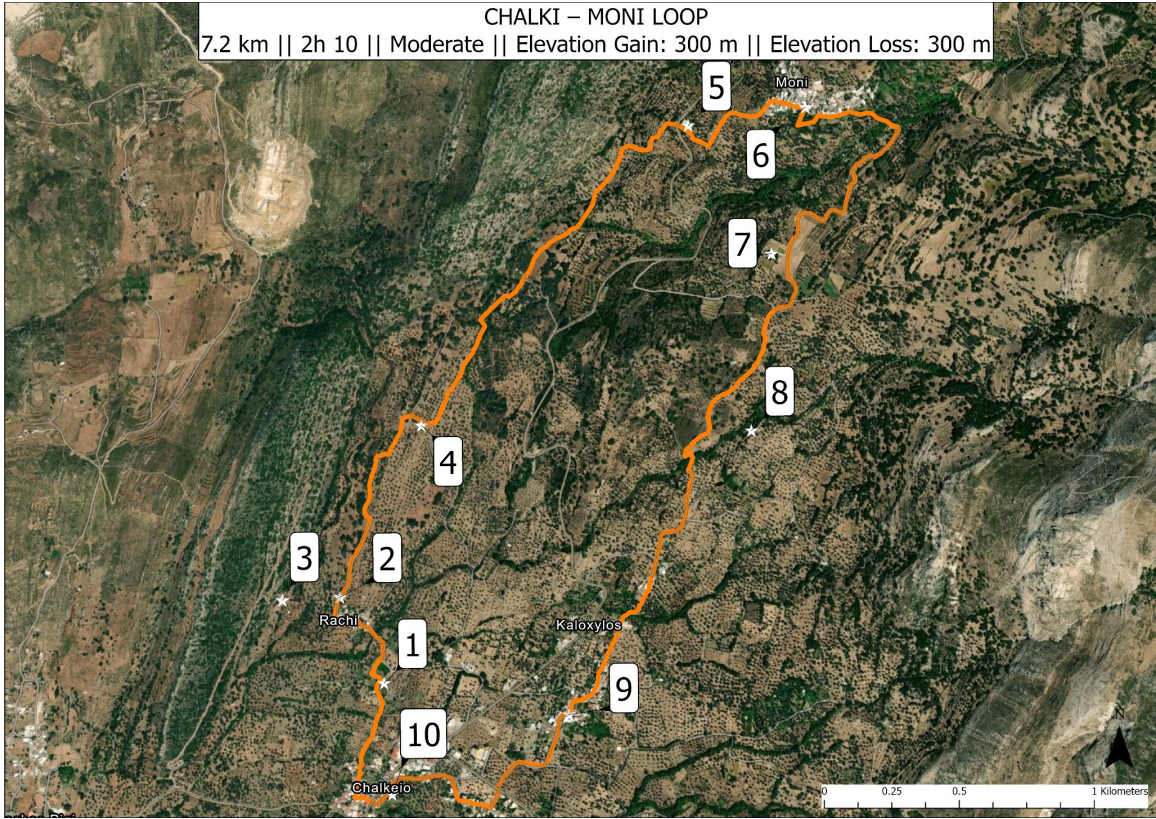 CHALKI – MONI LOOP
7.2 km || 2h 10 || Moderate || Elevation Gain: 300 m || Elevation Loss: 300 m
Moni
5
6
7
8
4
3
2
Rachi
Kaloxylos
1
9
10
Chalkeio
N
0 0.25 0.5 1 Kilometers